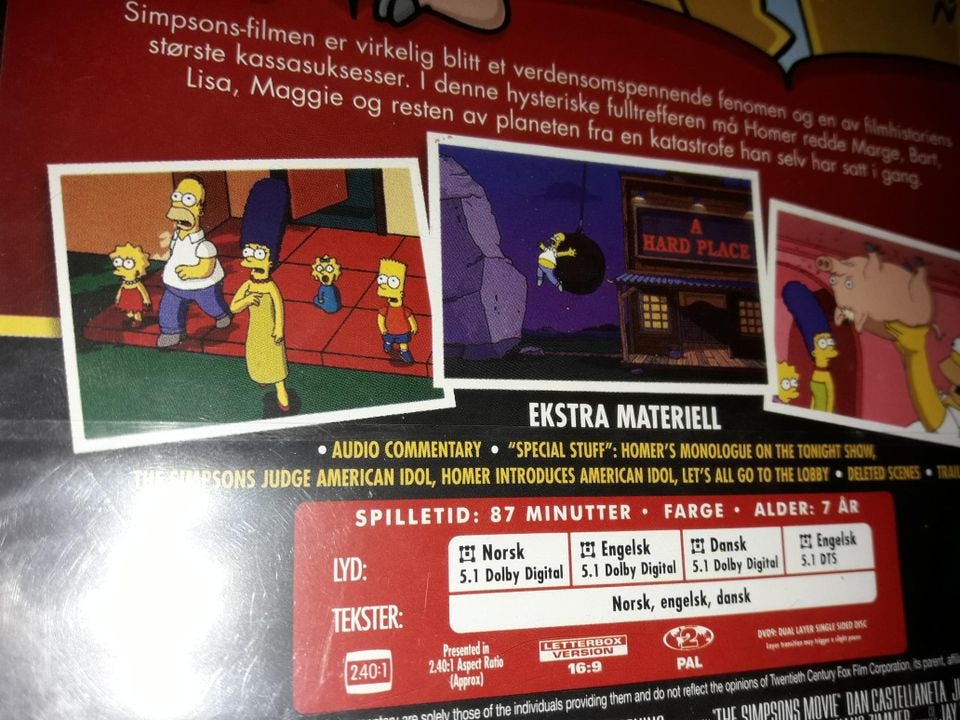 Simpsons-filmen er virkelig blitt et verdensomspennende fenomen og en av filmhistoriens
største kassasuksesser. I denne hysteriske fulltrefferen må Homer redde Marge, Bart,
Lisa, Maggie og resten av planeten fra en katastrofe han selv har satt i gang.
A
HARD PLACE
EKSTRA MATERIELL
• AUDIO COMMENTARY • "SPECIAL STUFF": HOMER'S MONOLOGUE ON THE TONIGHT SHOW,
THE SIMPSONS JUDGE AMERICAN IDOL, HOMER INTRODUCES AMERICAN IDOL, LET'S ALL GO TO THE LOBBY • DELETED SCENES •
SPILLETID: 87 MINUTTER • FARGE • ALDER: 7 ÅR
LYD:
Norsk
5.1 Dolby Digital
Engelsk
5.1 Dolby Digital
Dansk
5.1 Dolby Digital
Engelsk
5.1 DTS
TEKSTER:
Norsk, engelsk, dansk
2.40:1
Presented in
2.40:1 Aspect Ratio
(Approx)
LETTERBOX
VERSION
16:9
2
PAL
DVD9: DUAL LAYER SINGLE SIDED DISC
Layer transition may trigger a slight pause
are solely those of the individuals providing them and do not reflect the opinions of Twentieth Century Fox Film Corporation, its parent,
"THE SIMPSONS MOVIE" DAN CASTELLANETA